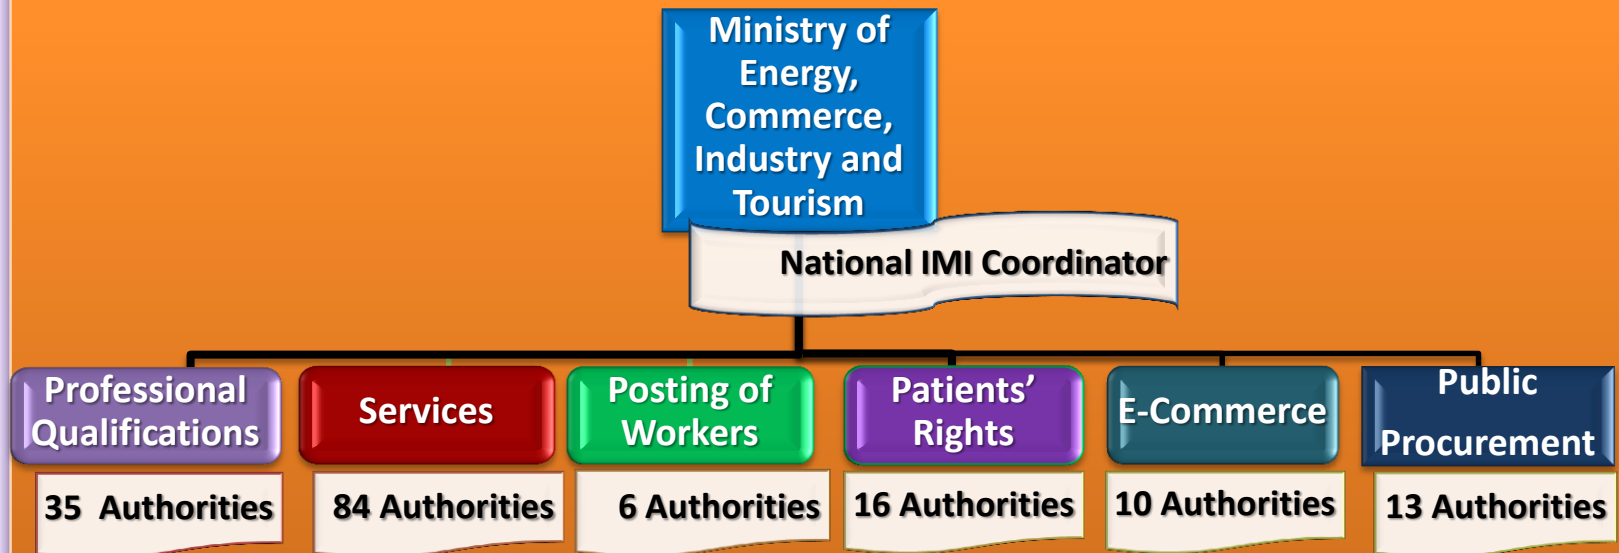 Ministry of
Energy,
Commerce,
Industry and
Tourism
National IMI Coordinator
Professional
Qualifications
Services
Posting of
Workers
Patients’
Rights
E-Commerce
Public
Procurement
35 Authorities
84 Authorities
6 Authorities
16 Authorities
10 Authorities
13 Authorities